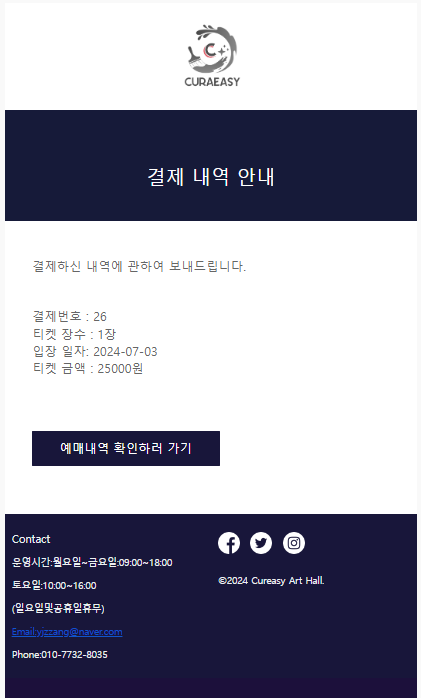 C
CURAEASY
결제 내역 안내
결제하신 내역에 관하여 보내드립니다.
결제번호 : 26
티켓 장수 : 1장
입장 일자: 2024-07-03
티켓 금액 : 25000원
예매내역 확인하러 가기
Contact
운영시간:월요일~금요일:09:00~18:00
토요일:10:00~16:00
(일요일및공휴일휴무)
Email:yjzzang@naver.com
Phone:010-7732-8035
©2024 Cureasy Art Hall.